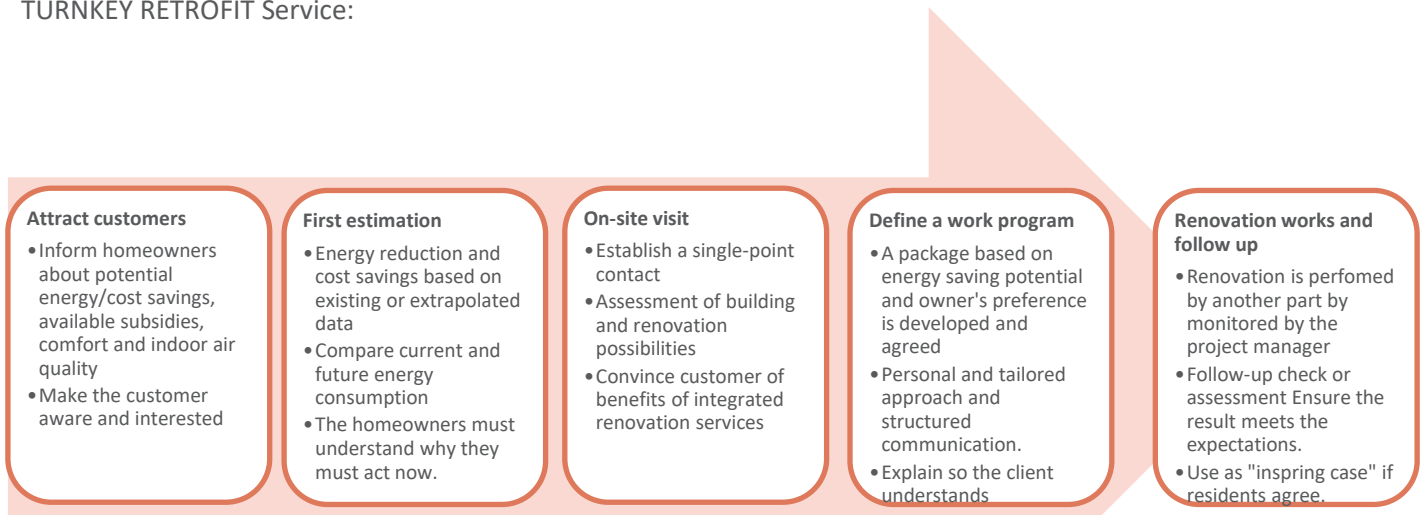 TURNKEY RETROFIT Service:
Attract customers
•Inform homeowners
about potential
energy/cost savings,
available subsidies,
comfort and indoor air
quality
•Make the customer
aware and interested
First estimation
•Energy reduction and
cost savings based on
existing or extrapolated
data
•Compare current and
future energy
consumption
•The homeowners must
understand why they
must act now.
On-site visit
•Establish a single-point
contact
•Assessment of building
and renovation
possibilities
•Convince customer of
benefits of integrated
renovation services
Define a work program
•A package based on
energy saving potential
and owner's preference
is developed and
agreed
•Personal and tailored
approach and
structured
communication.
•Explain so the client
understands
Renovation works and
follow up
•Renovation is perfomed
by another part by
monitored by the
project manager
•Follow-up check or
assessment Ensure the
result meets the
expectations.
•Use as "inspring case" if
residents agree.